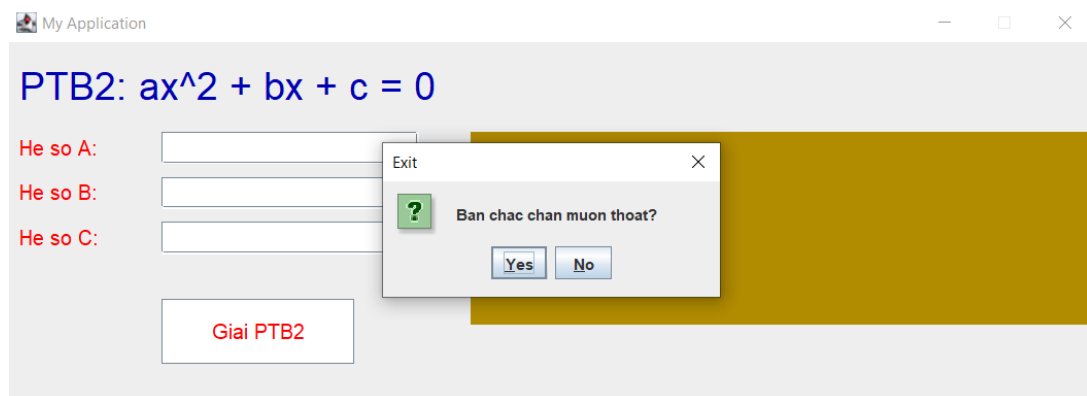 My Application
PTB2: ax^2 + bx + c = 0
He so A:
He so B:
He so C:
Giai PTB2
Exit
?
Ban chac chan muon thoat?
Yes No